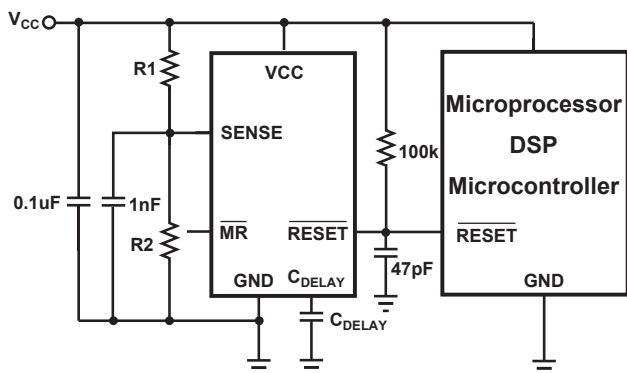 VCC
R1
VCC
SENSE
0.1uF
1nF
R2
MR
RESET
GND
CDELAY
CDELAY
100k
47pF
Microprocessor
DSP
Microcontroller
RESET
GND